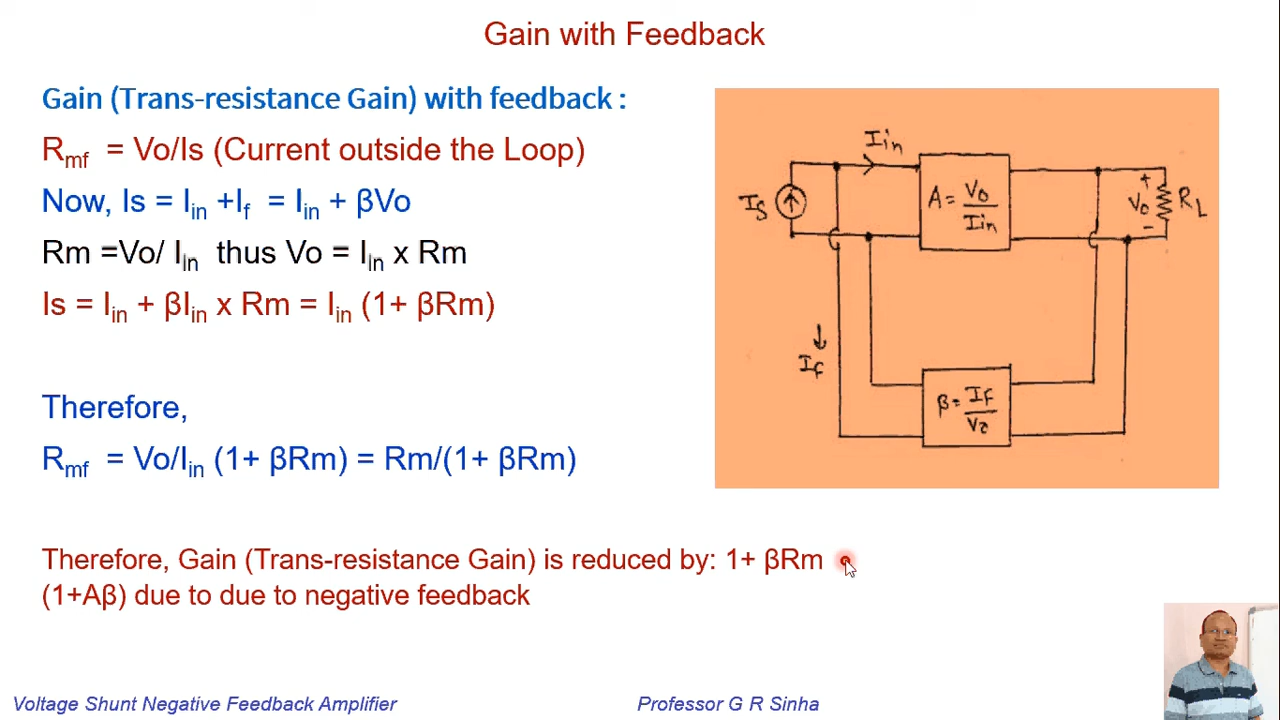 Gain with Feedback
Gain (Trans-resistance Gain) with feedback :
Rmf = Vo/Is (Current outside the Loop)
Now, Is = Iin +If = Iin + βVo
Rm =Vo/ Iin thus Vo = Iin x Rm
Is = Iin + βIin x Rm = Iin (1+ βRm)
Therefore,
Rmf = Vo/Iin (1+ βRm) = Rm/(1+ βRm)
Therefore, Gain (Trans-resistance Gain) is reduced by: 1+ βRm
(1+Aβ) due to due to negative feedback
Iin
Is
A = Vo/Iin
+
Vo
-
RL
If
β = If/Vo
Voltage Shunt Negative Feedback Amplifier
Professor G R Sinha